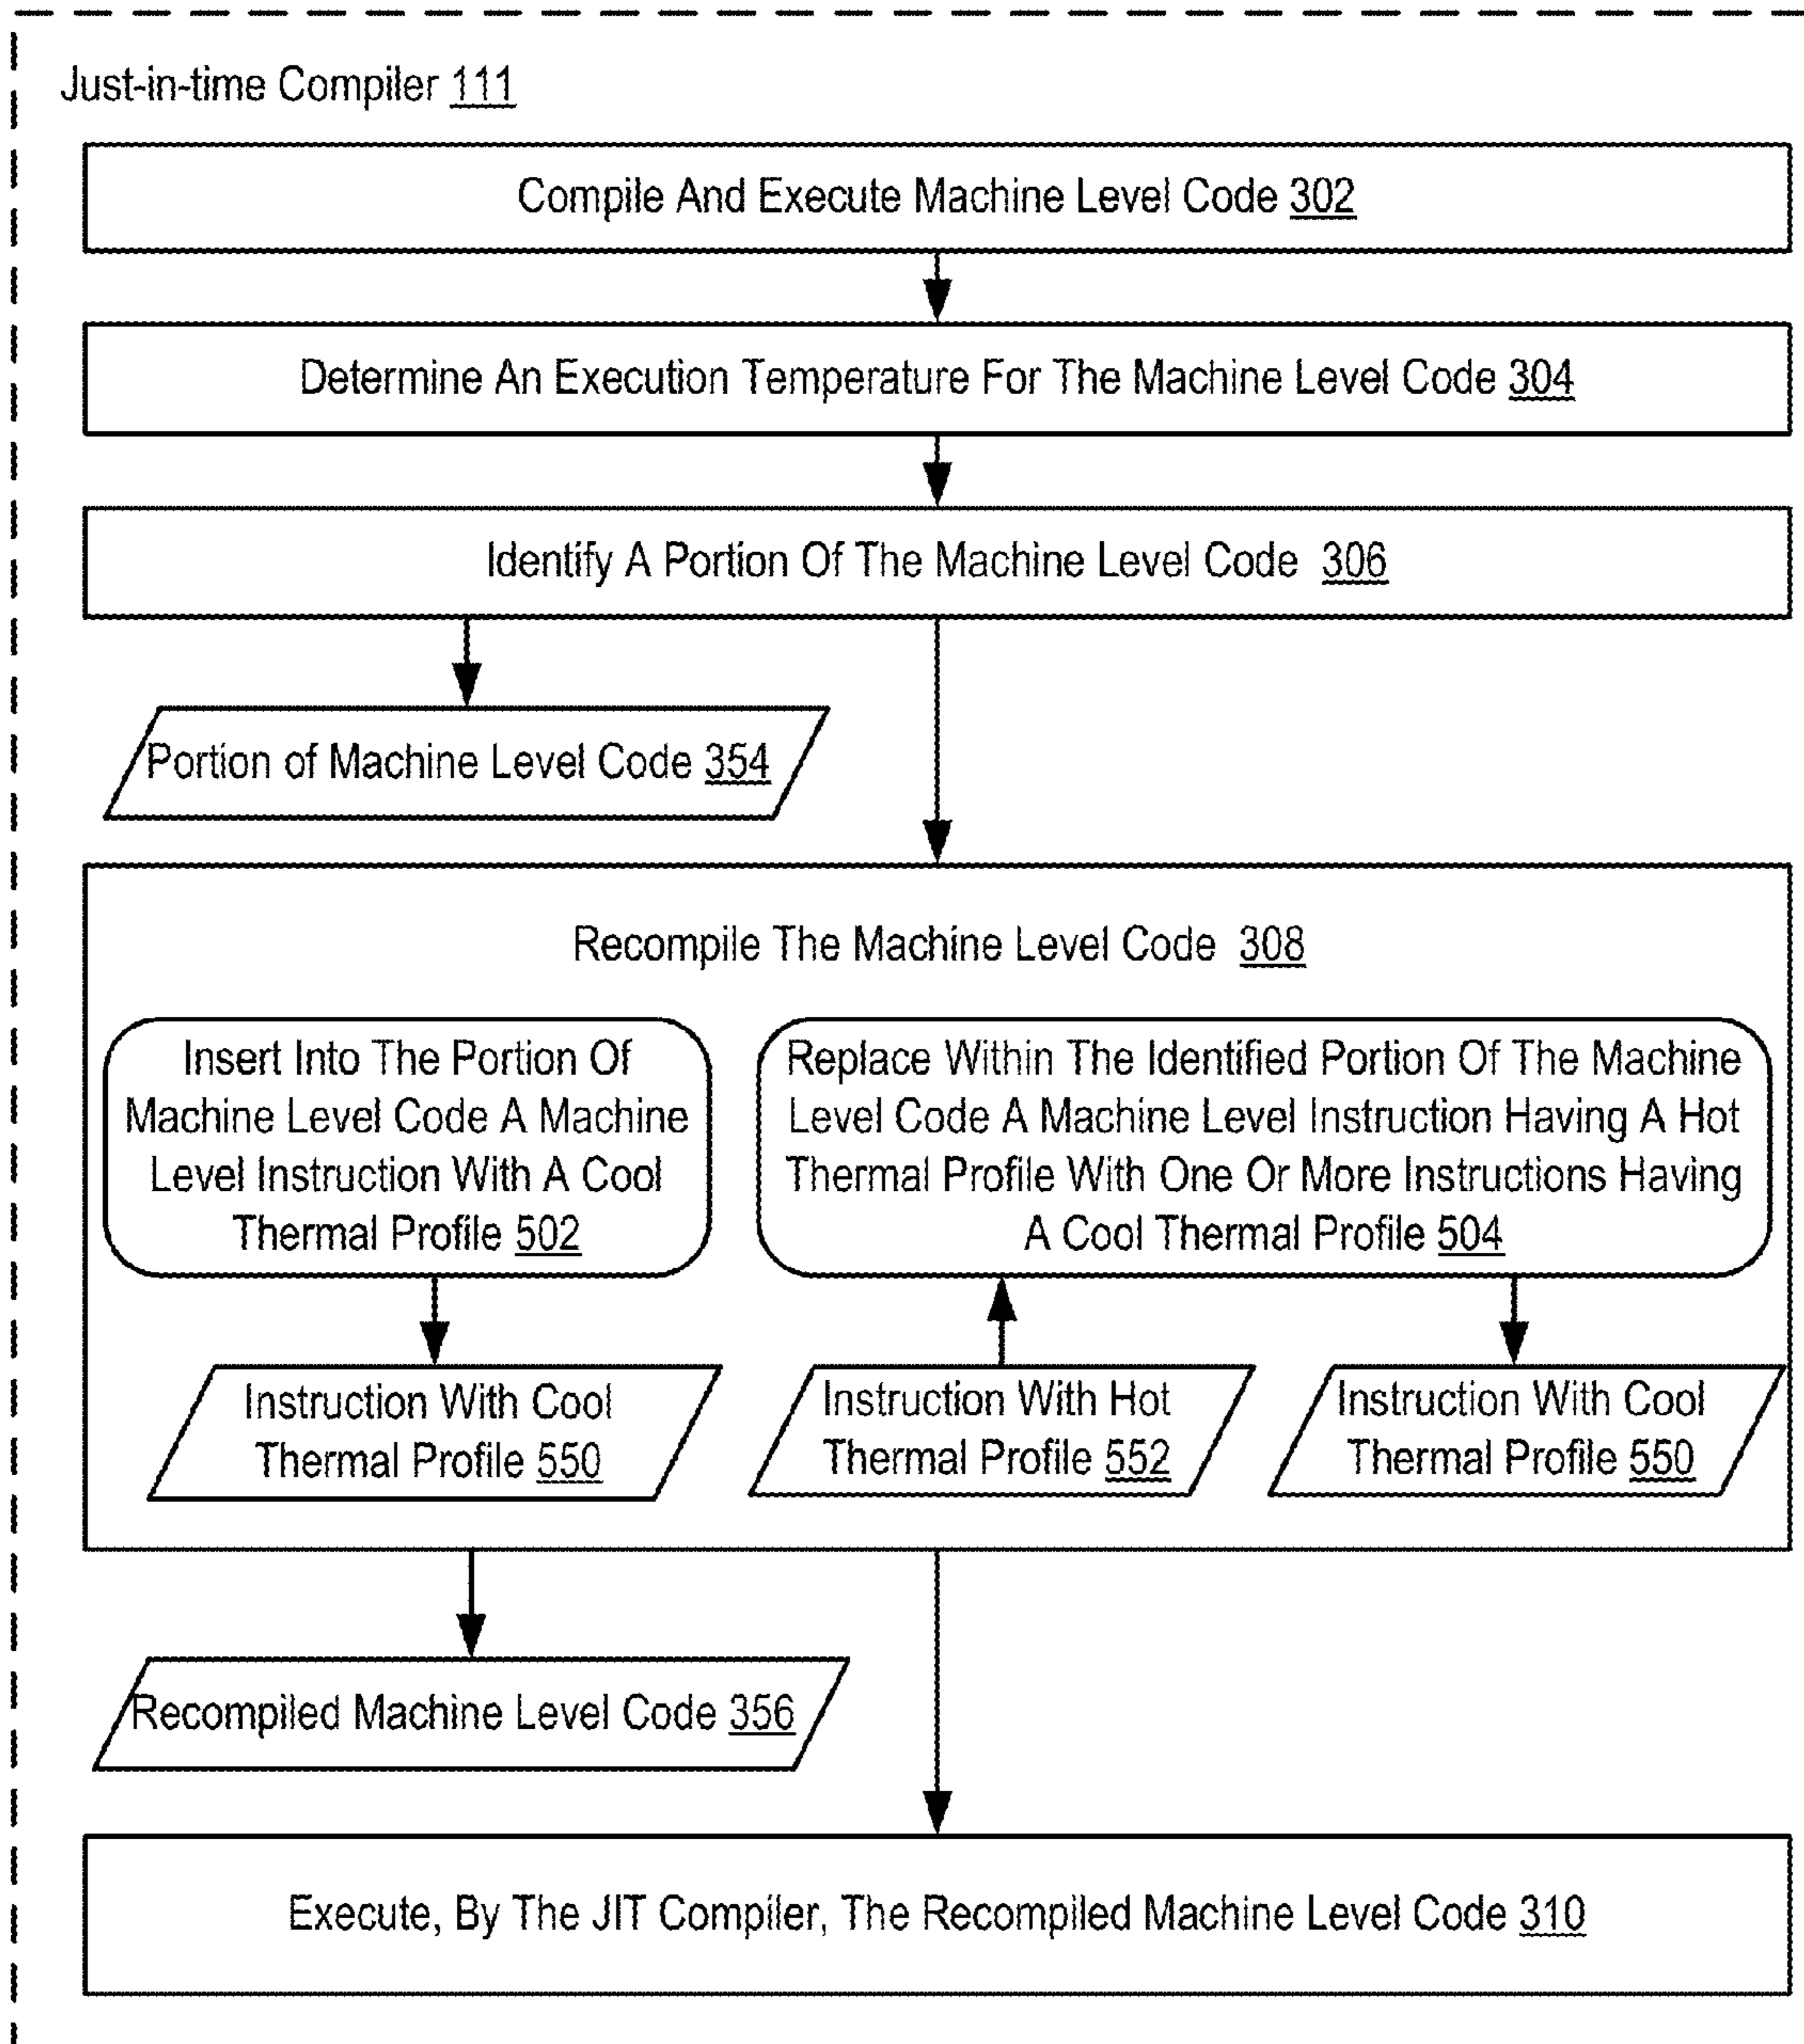 Just-in-time Compiler 111
Compile And Execute Machine Level Code 302
Determine An Execution Temperature For The Machine Level Code 304
Identify A Portion Of The Machine Level Code 306
Portion of Machine Level Code 354
Recompile The Machine Level Code 308
Insert Into The Portion Of
Machine Level Code A Machine
Level Instruction With A Cool
Thermal Profile 502
Replace Within The Identified Portion Of The Machine
Level Code A Machine Level Instruction Having A Hot
Thermal Profile With One Or More Instructions Having
A Cool Thermal Profile 504
Instruction With Cool
Thermal Profile 550
Instruction With Hot
Thermal Profile 552
Instruction With Cool
Thermal Profile 550
Recompiled Machine Level Code 356
Execute, By The JIT Compiler, The Recompiled Machine Level Code 310